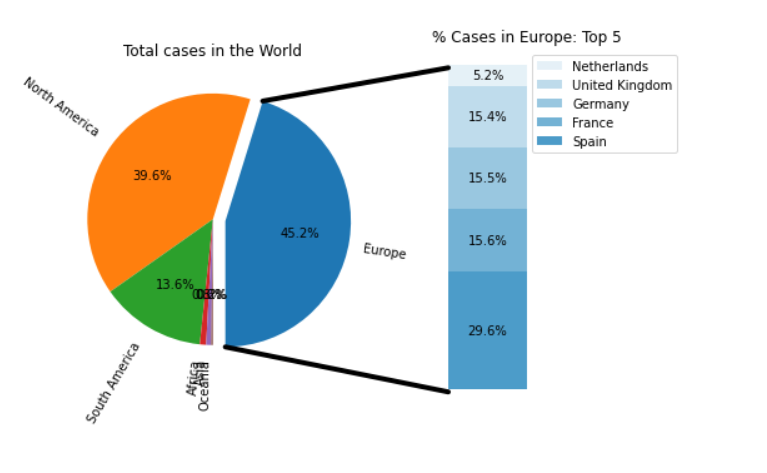 % Cases in Europe: Top 5
Total cases in the World
Netherlands
United Kingdom
Germany
France
Spain
5.2%
15.4%
15.5%
15.6%
29.6%
North America
39.6%
45.2%
Europe
13.6%
South America
Africa
Oceania